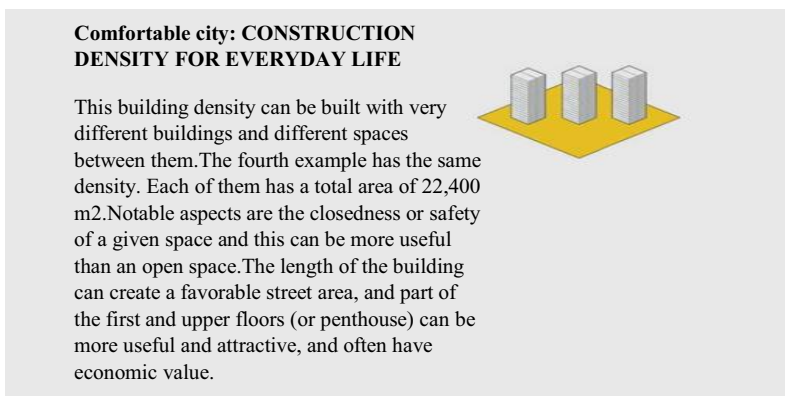 Comfortable city: CONSTRUCTION
DENSITY FOR EVERYDAY LIFE
This building density can be built with very
different buildings and different spaces
between them.The fourth example has the same
density. Each of them has a total area of 22,400
m2.Notable aspects are the closedness or safety
of a given space and this can be more useful
than an open space.The length of the building
can create a favorable street area, and part of
the first and upper floors (or penthouse) can be
more useful and attractive, and often have
economic value.